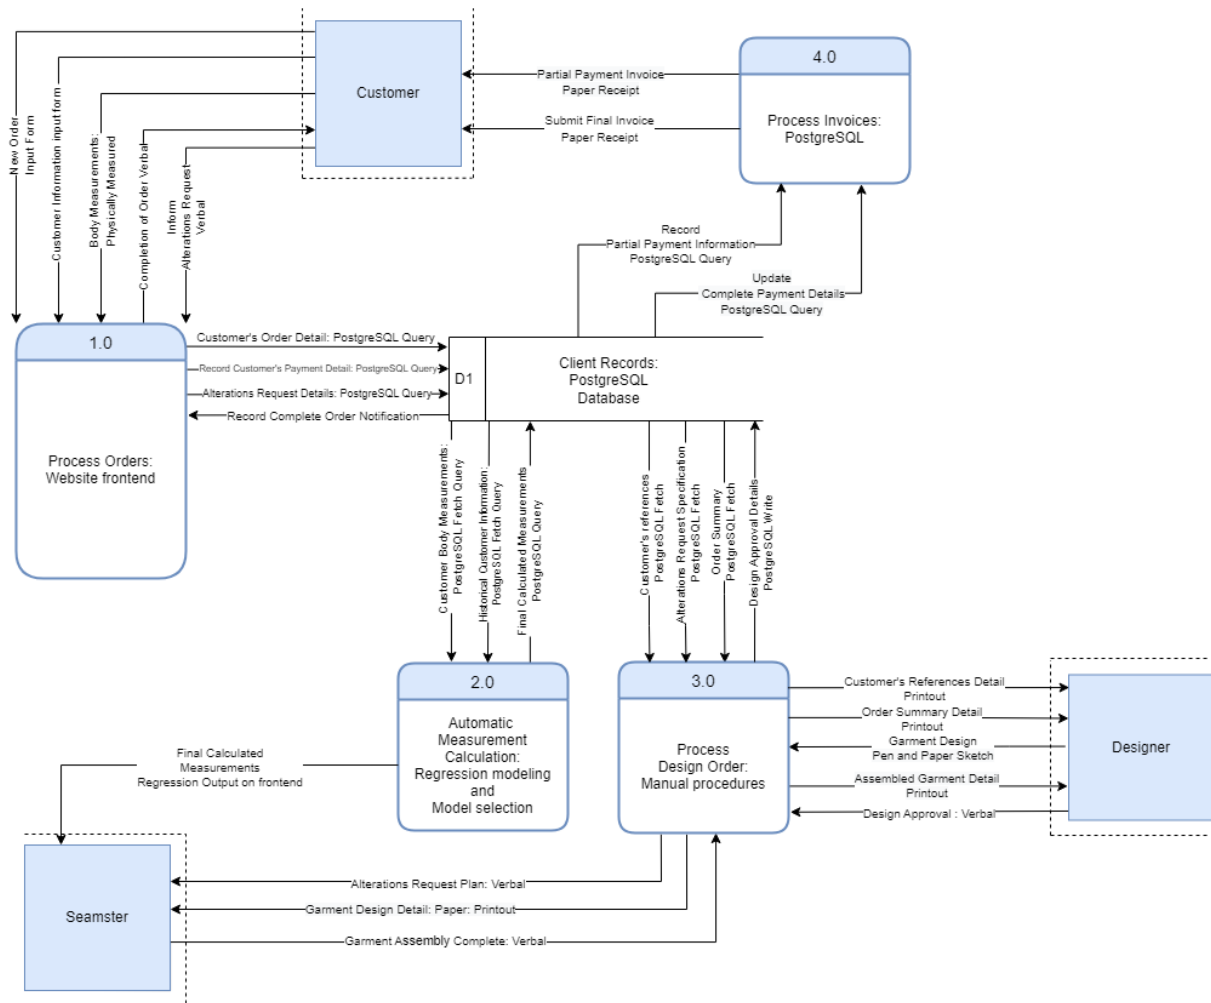 Customer
4.0
Process Invoices:
PostgreSQL
Partial Payment Invoice
Paper Receipt
Submit Final Invoice
Paper Receipt
New Order
Input Form
Customer Information input form
Body Measurements:
Physically Measured
Completion of Order Verbal
Inform
Alterations Request
Verbal
Record
Partial Payment Information
PostgreSQL Query
Update
Complete Payment Details
PostgreSQL Query
1.0
Process Orders:
Website frontend
Customer's Order Detail: PostgreSQL Query
Record Customer's Payment Detail: PostgreSQL Query
Alterations Request Details: PostgreSQL Query
Record Complete Order Notification
D1
Client Records:
PostgreSQL
Database
Customer Body Measurements:
PostgreSQL Fetch Query
Historical Customer Information:
PostgreSQL Fetch Query
Final Calculated Measurements
PostgreSQL Query
Customer's references
PostgreSQL Fetch
Alterations Request Specification
PostgreSQL Fetch
Order Summary
PostgreSQL Fetch
Design Approval Details
PostgreSQL Write
2.0
Automatic
Measurement
Calculation:
Regression modeling
and
Model selection
3.0
Process
Design Order:
Manual procedures
Customer's References Detail
Printout
Order Summary Detail
Printout
Garment Design
Pen and Paper Sketch
Assembled Garment Detail
Printout
Design Approval : Verbal
Designer
Final Calculated
Measurements
Regression Output on frontend
Seamster
Alterations Request Plan: Verbal
Garment Design Detail: Paper: Printout
Garment Assembly Complete: Verbal